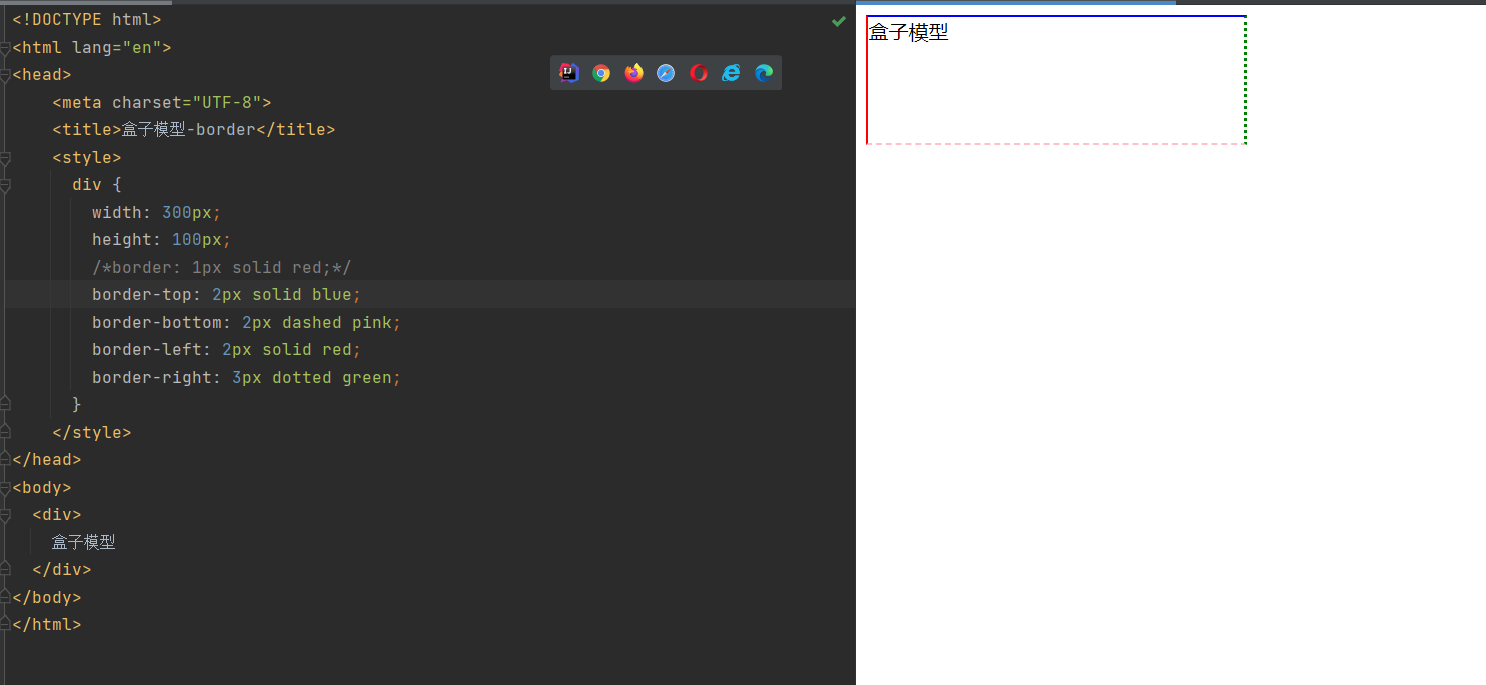 <!DOCTYPE html>
<html lang="en">
<head>
    <meta charset="UTF-8">
    <title>盒子模型-border</title>
    <style>
      div {
        width: 300px;
        height: 100px;
        /*border: 1px solid red;*/
        border-top: 2px solid blue;
        border-bottom: 2px dashed pink;
        border-left: 2px solid red;
        border-right: 3px dotted green;
      }
    </style>
</head>
<body>
  <div>
    盒子模型
  </div>
</body>
</html>
盒子模型